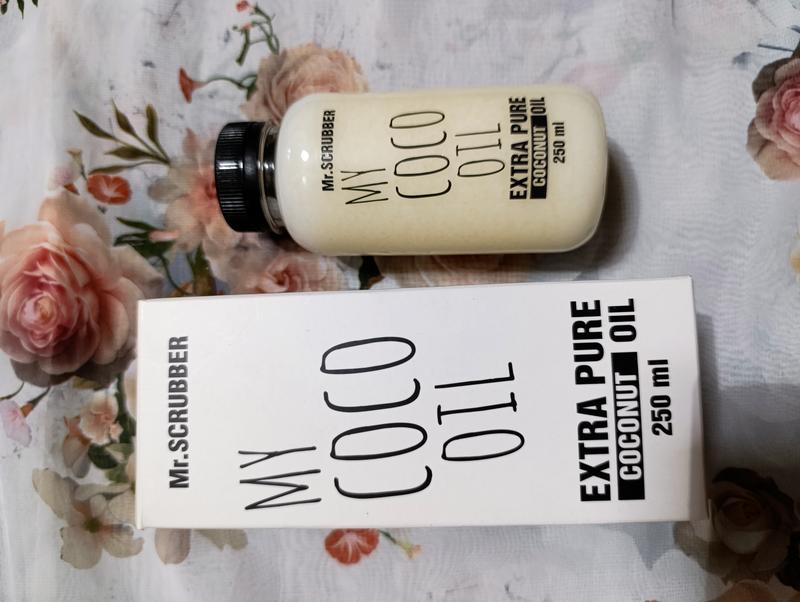 Mr.SCRUBBER
MY
COCO
OIL
EXTRA PURE
COCONUT OIL
250 ml
Mr.SCRUBBER
MY
COCO
OIL
EXTRA PURE
COCONUT OIL
250 ml